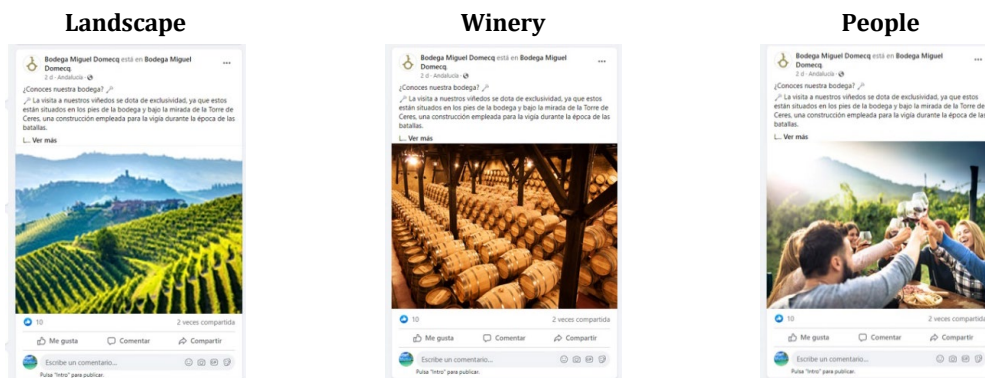 Landscape
Bodega Miguel Domecq está en Bodega Miguel
Domecq.
2 d · Andalucía ·
¿Conoces nuestra bodega?
La visita a nuestros viñedos se dota de exclusividad, ya que estos
están situados en los pies de la bodega y bajo la mirada de la Torre de
Ceres, una construcción empleada para la vigía durante la época de las
batallas.
L... Ver más
10
2 veces compartida
Me gusta Comentar Compartir
Escribe un comentario...
Pulsa "Intro" para publicar.
Winery
Bodega Miguel Domecq está en Bodega Miguel
Domecq.
2 d · Andalucía ·
¿Conoces nuestra bodega?
La visita a nuestros viñedos se dota de exclusividad, ya que estos
están situados en los pies de la bodega y bajo la mirada de la Torre de
Ceres, una construcción empleada para la vigía durante la época de las
batallas.
L... Ver más
10
2 veces compartida
Me gusta Comentar Compartir
Escribe un comentario...
Pulsa "Intro" para publicar.
People
Bodega Miguel Domecq está en Bodega Miguel
Domecq.
2 d · Andalucía ·
¿Conoces nuestra bodega?
La visita a nuestros viñedos se dota de exclusividad, ya que estos
están situados en los pies de la bodega y bajo la mirada de la Torre de
Ceres, una construcción empleada para la vigía durante la época de las
batallas.
L... Ver más
10
2 veces compartida
Me gusta Comentar Compartir
Escribe un comentario...
Pulsa "Intro" para publicar.